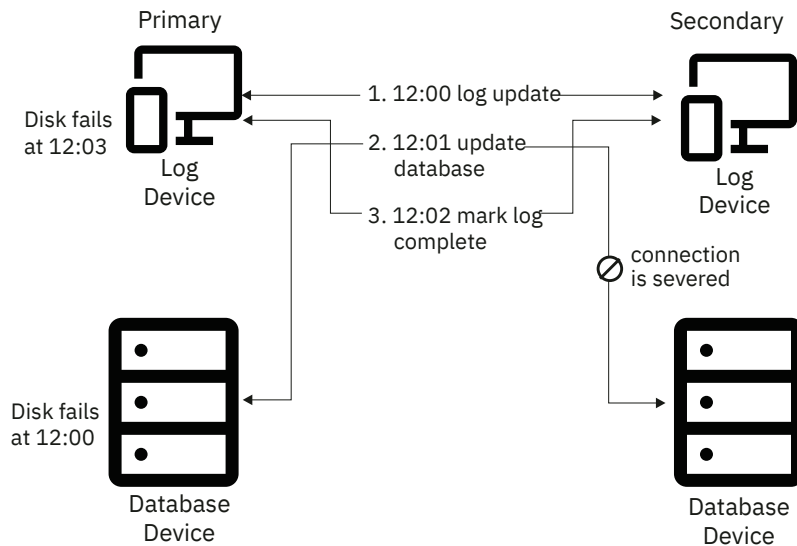 Primary
Secondary
1. 12:00 log update
Disk fails
at 12:03
2. 12:01 update
database
Log
Device
Log
Device
3. 12:02 mark log
complete
connection
is severed
Disk fails
at 12:00
Database
Device
Database
Device